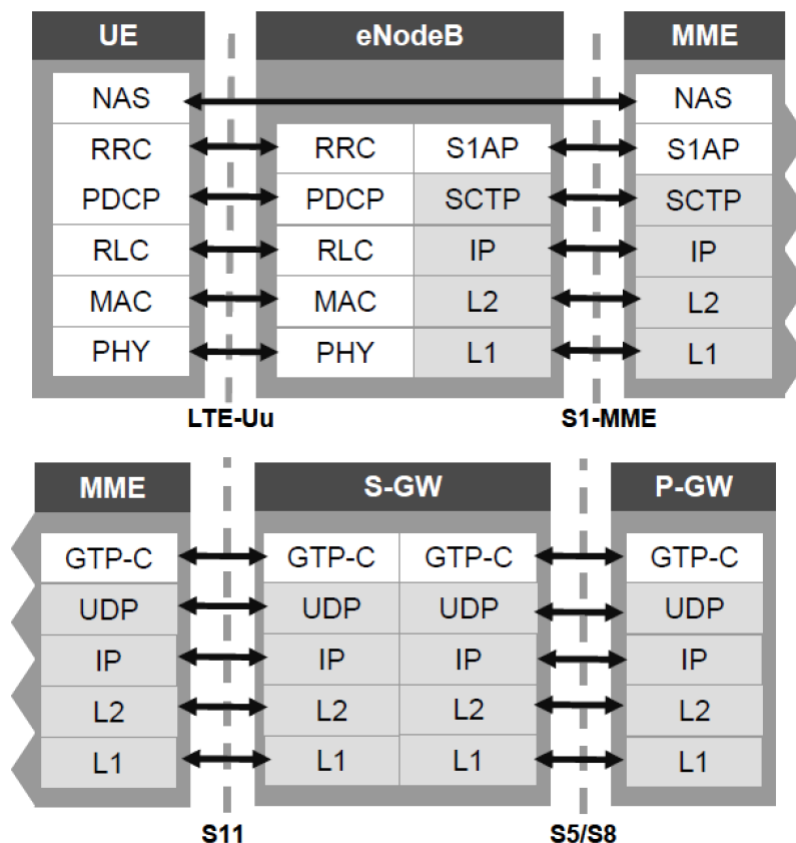 UE eNodeB MME
NAS NAS
RRC RRC S1AP S1AP
PDCP PDCP SCTP SCTP
RLC RLC IP IP
MAC MAC L2 L2
PHY PHY L1 L1
LTE-Uu S1-MME
MME S-GW P-GW
GTP-C GTP-C GTP-C GTP-C
UDP UDP UDP UDP
IP IP IP IP
L2 L2 L2 L2
L1 L1 L1 L1
S11 S5/S8